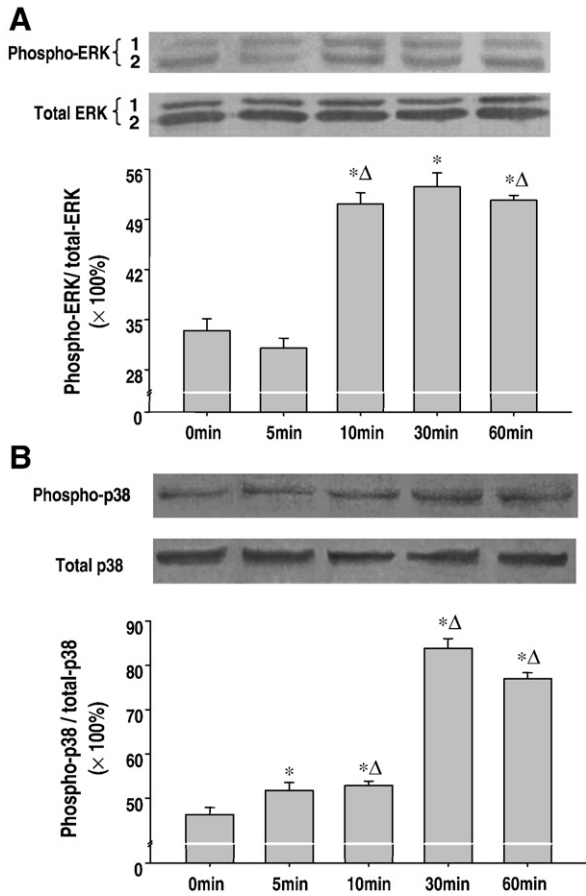 A
Phospho-ERK { 1
2
Total ERK { 1
2
Phospho-ERK/ total-ERK
(× 100%)
56
49
42
35
28
0
*Δ
*
*Δ
0min 5min 10min 30min 60min
B
Phospho-p38
Total p38
Phospho-p38 / total-p38
(× 100%)
90
80
70
60
50
0
*
*Δ
*Δ
*Δ
0min 5min 10min 30min 60min